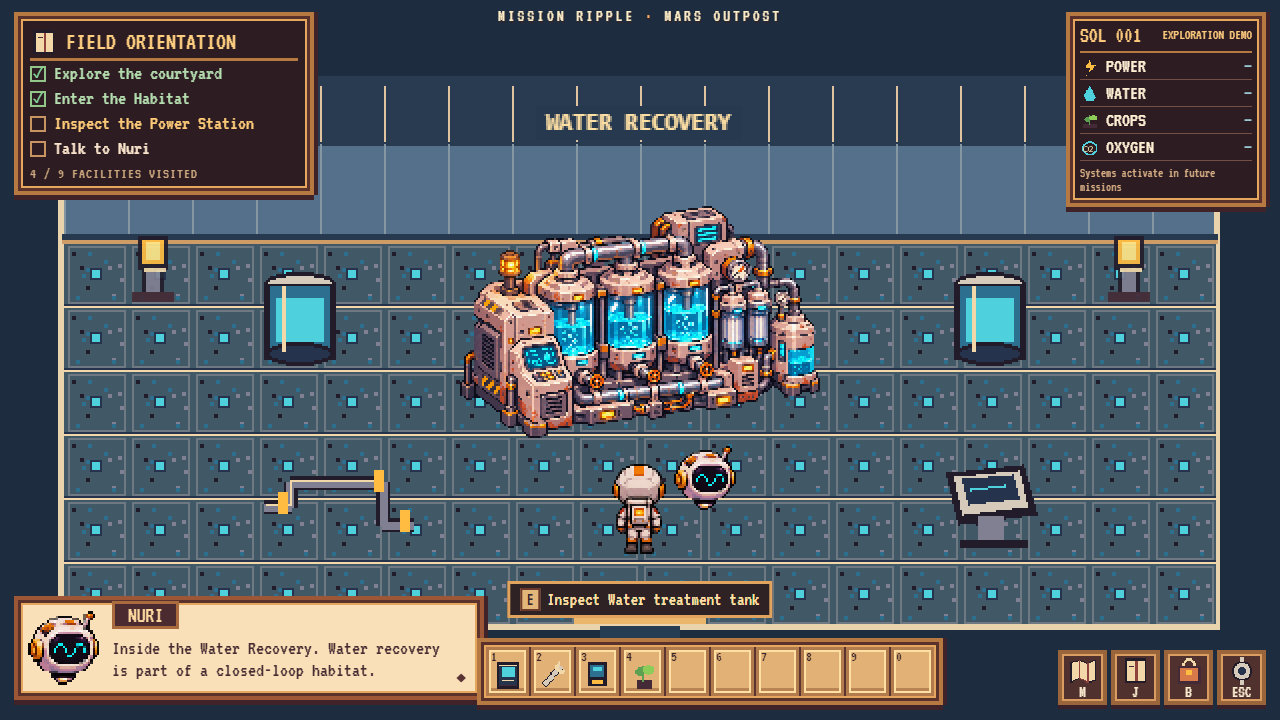 MISSION RIPPLE · MARS OUTPOST
FIELD ORIENTATION
Explore the courtyard
Enter the Habitat
Inspect the Power Station
Talk to Nuri
4 / 9 FACILITIES VISITED
SOL 001 EXPLORATION DEMO
POWER –
WATER –
CROPS –
O2 OXYGEN –
Systems activate in future
missions
WATER RECOVERY
E Inspect Water treatment tank
NURI
Inside the Water Recovery. Water recovery
is part of a closed-loop habitat.
1 2 3 4 5 6 7 8 9 0
M J B ESC